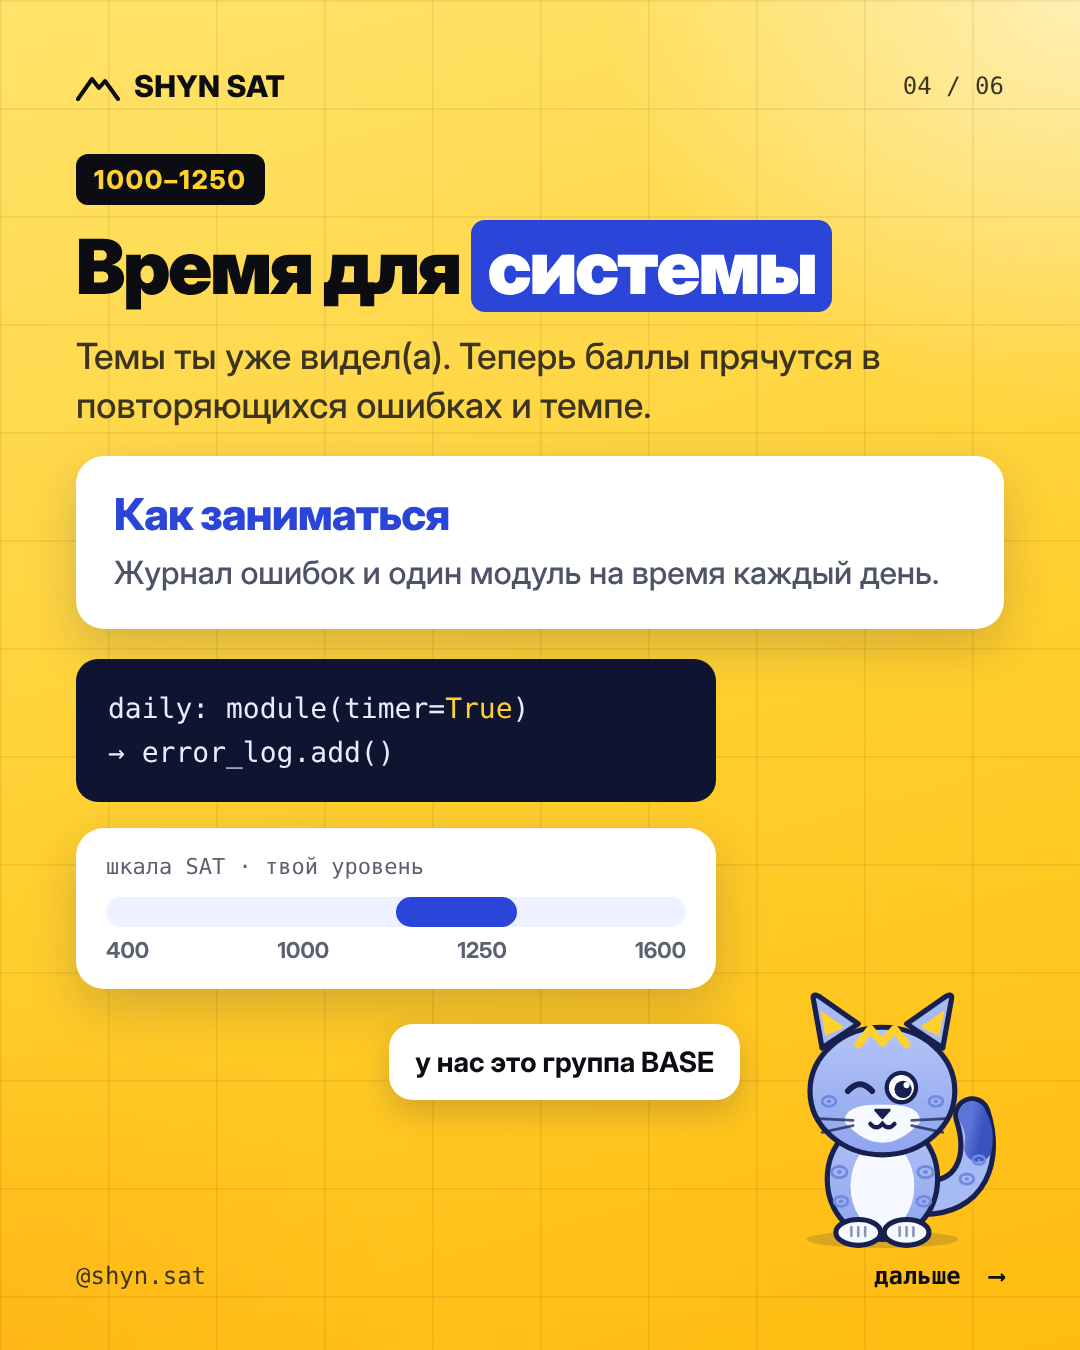 SHYN SAT
04 / 06
1000–1250
Время для системы
Темы ты уже видел(а). Теперь баллы прячутся в
повторяющихся ошибках и темпе.
Как заниматься
Журнал ошибок и один модуль на время каждый день.
daily: module(timer=True)
→ error_log.add()
шкала SAT · твой уровень
400 1000 1250 1600
у нас это группа BASE
@shyn.sat
дальше →